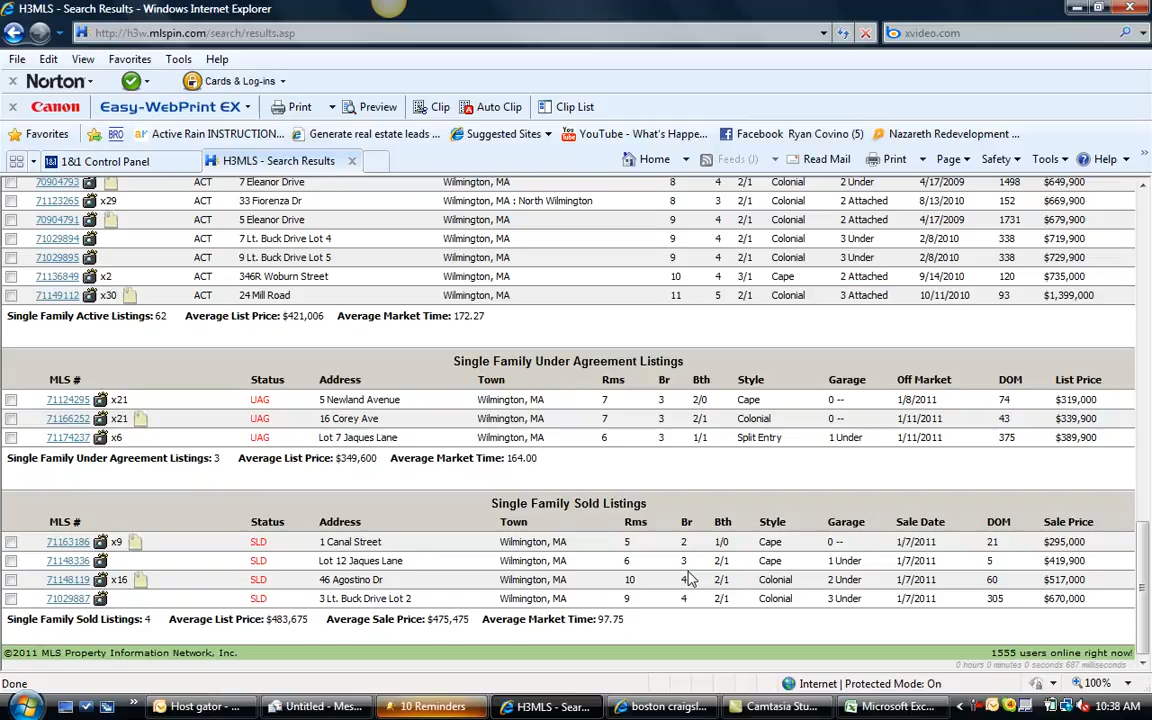 H3MLS - Search Results - Windows Internet Explorer
http://h3w.mlspin.com/search/results.asp xvideo.com
File Edit View Favorites Tools Help
Norton Cards & Log-ins
Canon Easy-WebPrint EX Print Preview Clip Auto Clip Clip List
Favorites BRO Active Rain INSTRUCTION... Generate real estate leads ... Suggested Sites YouTube - What's Happe... Facebook Ryan Covino (5) Nazareth Redevelopment ...
1&1 Control Panel H3MLS - Search Results Home Feeds (J) Read Mail Print Page Safety Tools Help
70904793 ACT 7 Eleanor Drive Wilmington, MA 8 4 2/1 Colonial 2 Under 4/17/2009 1498 $649,900
71123265 x29 ACT 33 Fiorenza Dr Wilmington, MA : North Wilmington 8 3 2/1 Colonial 2 Attached 8/13/2010 152 $669,900
70904791 ACT 5 Eleanor Drive Wilmington, MA 9 4 2/1 Colonial 2 Attached 4/17/2009 1731 $679,900
71029894 ACT 7 Lt. Buck Drive Lot 4 Wilmington, MA 9 4 2/1 Colonial 3 Under 2/8/2010 338 $719,900
71029895 ACT 9 Lt. Buck Drive Lot 5 Wilmington, MA 9 4 2/1 Colonial 3 Under 2/8/2010 338 $729,900
71136849 x2 ACT 346R Woburn Street Wilmington, MA 10 4 3/1 Cape 2 Attached 9/14/2010 120 $735,000
71149112 x30 ACT 24 Mill Road Wilmington, MA 11 5 2/1 Colonial 3 Attached 10/11/2010 93 $1,399,000
Single Family Active Listings: 62 Average List Price: $421,006 Average Market Time: 172.27
Single Family Under Agreement Listings
MLS # Status Address Town Rms Br Bth Style Garage Off Market DOM List Price
71124295 x21 UAG 5 Newland Avenue Wilmington, MA 7 3 2/0 Cape 0 -- 1/8/2011 74 $319,000
71166252 x21 UAG 16 Corey Ave Wilmington, MA 7 3 2/1 Colonial 0 -- 1/11/2011 43 $339,900
71174237 x6 UAG Lot 7 Jaques Lane Wilmington, MA 6 3 1/1 Split Entry 1 Under 1/11/2011 375 $389,900
Single Family Under Agreement Listings: 3 Average List Price: $349,600 Average Market Time: 164.00
Single Family Sold Listings
MLS # Status Address Town Rms Br Bth Style Garage Sale Date DOM Sale Price
71163186 x9 SLD 1 Canal Street Wilmington, MA 5 2 1/0 Cape 0 -- 1/7/2011 21 $295,000
71148336 SLD Lot 12 Jaques Lane Wilmington, MA 6 3 2/1 Cape 1 Under 1/7/2011 5 $419,900
71148119 x16 SLD 46 Agostino Dr Wilmington, MA 10 4 2/1 Colonial 2 Under 1/7/2011 60 $517,000
71029887 SLD 3 Lt. Buck Drive Lot 2 Wilmington, MA 9 4 2/1 Colonial 3 Under 1/7/2011 305 $670,000
Single Family Sold Listings: 4 Average List Price: $483,675 Average Sale Price: $475,475 Average Market Time: 97.75
©2011 MLS Property Information Network, Inc. 1555 users online right now!
0 hours 0 minutes 0 seconds 687 milliseconds
Done Internet | Protected Mode: On 100%
Host gator - ... Untitled - Mes... 10 Reminders H3MLS - Sear... boston craigsl... Camtasia Stu... Microsoft Exc... 10:38 AM